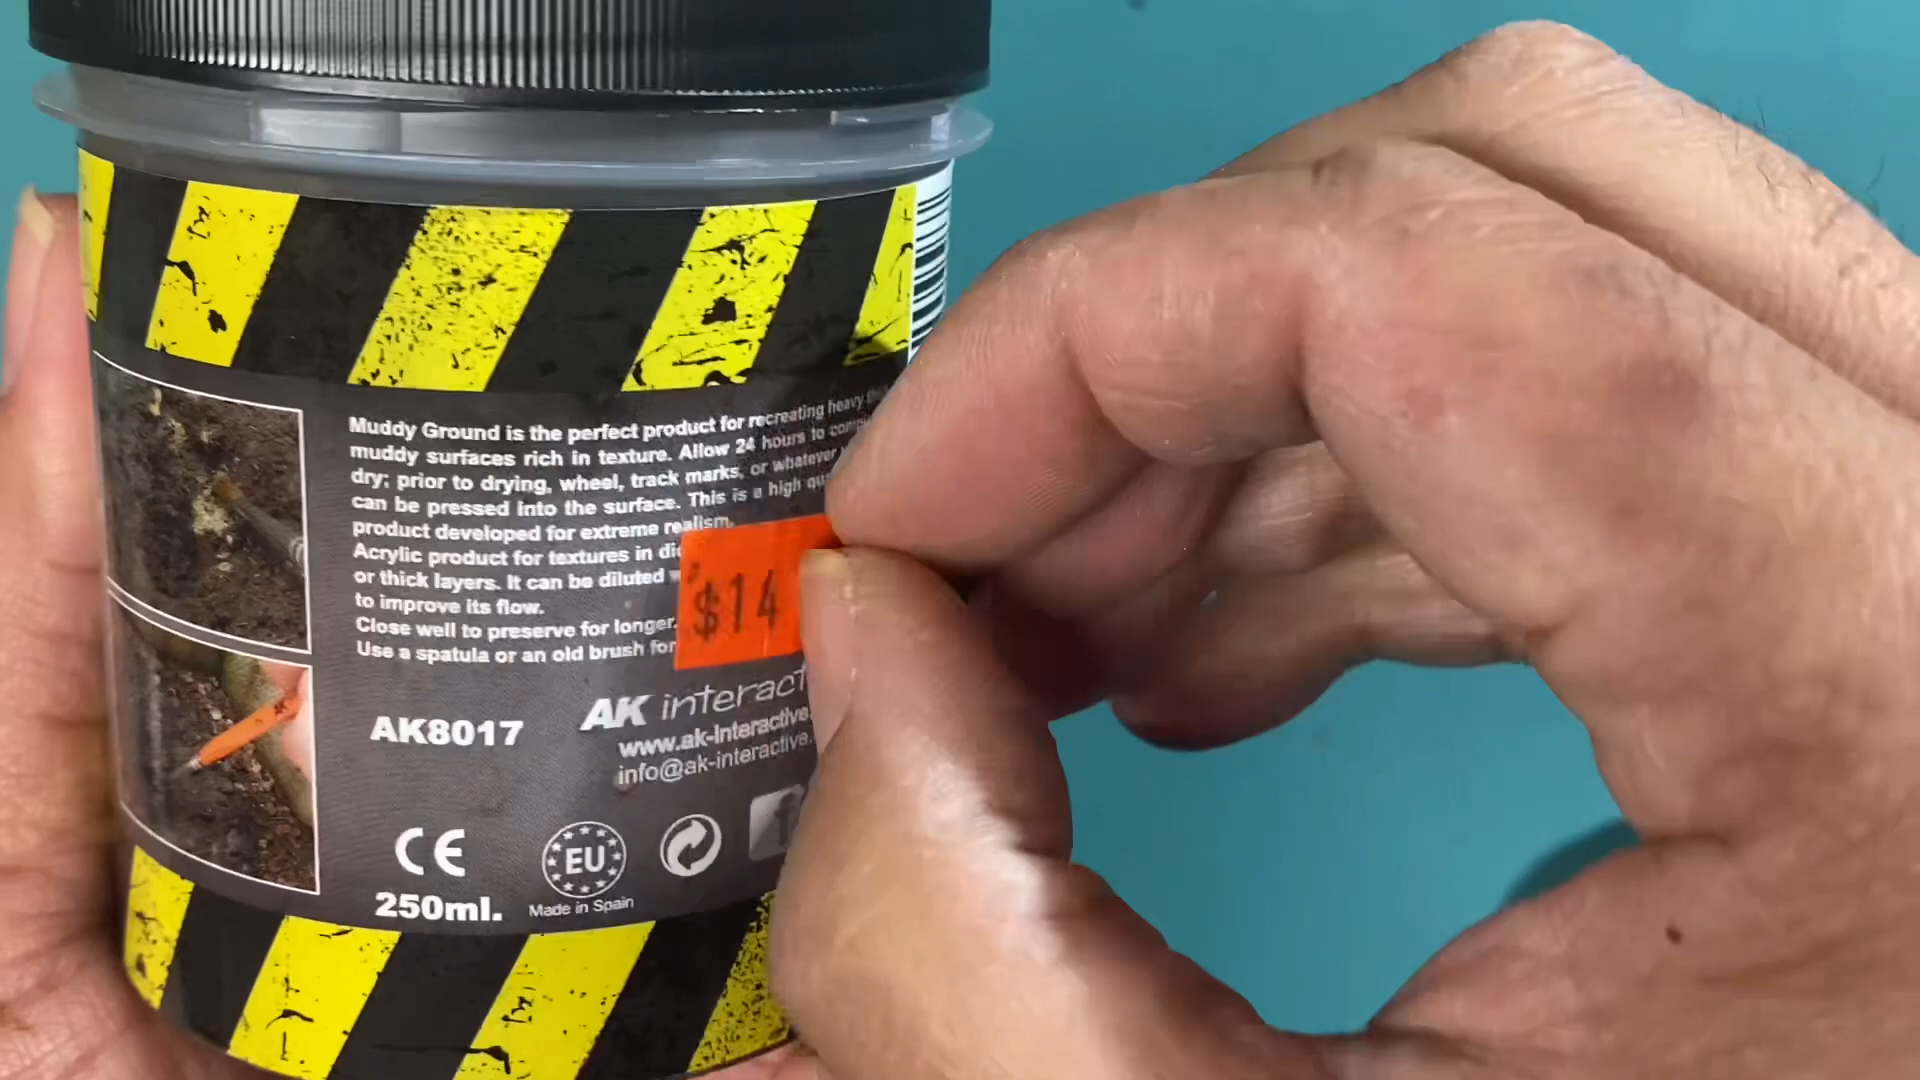 Muddy Ground is the perfect product for recreating heavy
muddy surfaces rich in texture. Allow 24 hours to
dry; prior to drying, wheel, track marks, or whatever
can be pressed into the surface. This is a high
product developed for extreme realism.
Acrylic product for textures in
or thick layers. It can be diluted
to improve its flow.
Close well to preserve for longer.
Use a spatula or an old brush for
$14
AK interact
AK8017
www.ak-interactive.
info@ak-interactive.
CE
EU
250ml.
Made in Spain